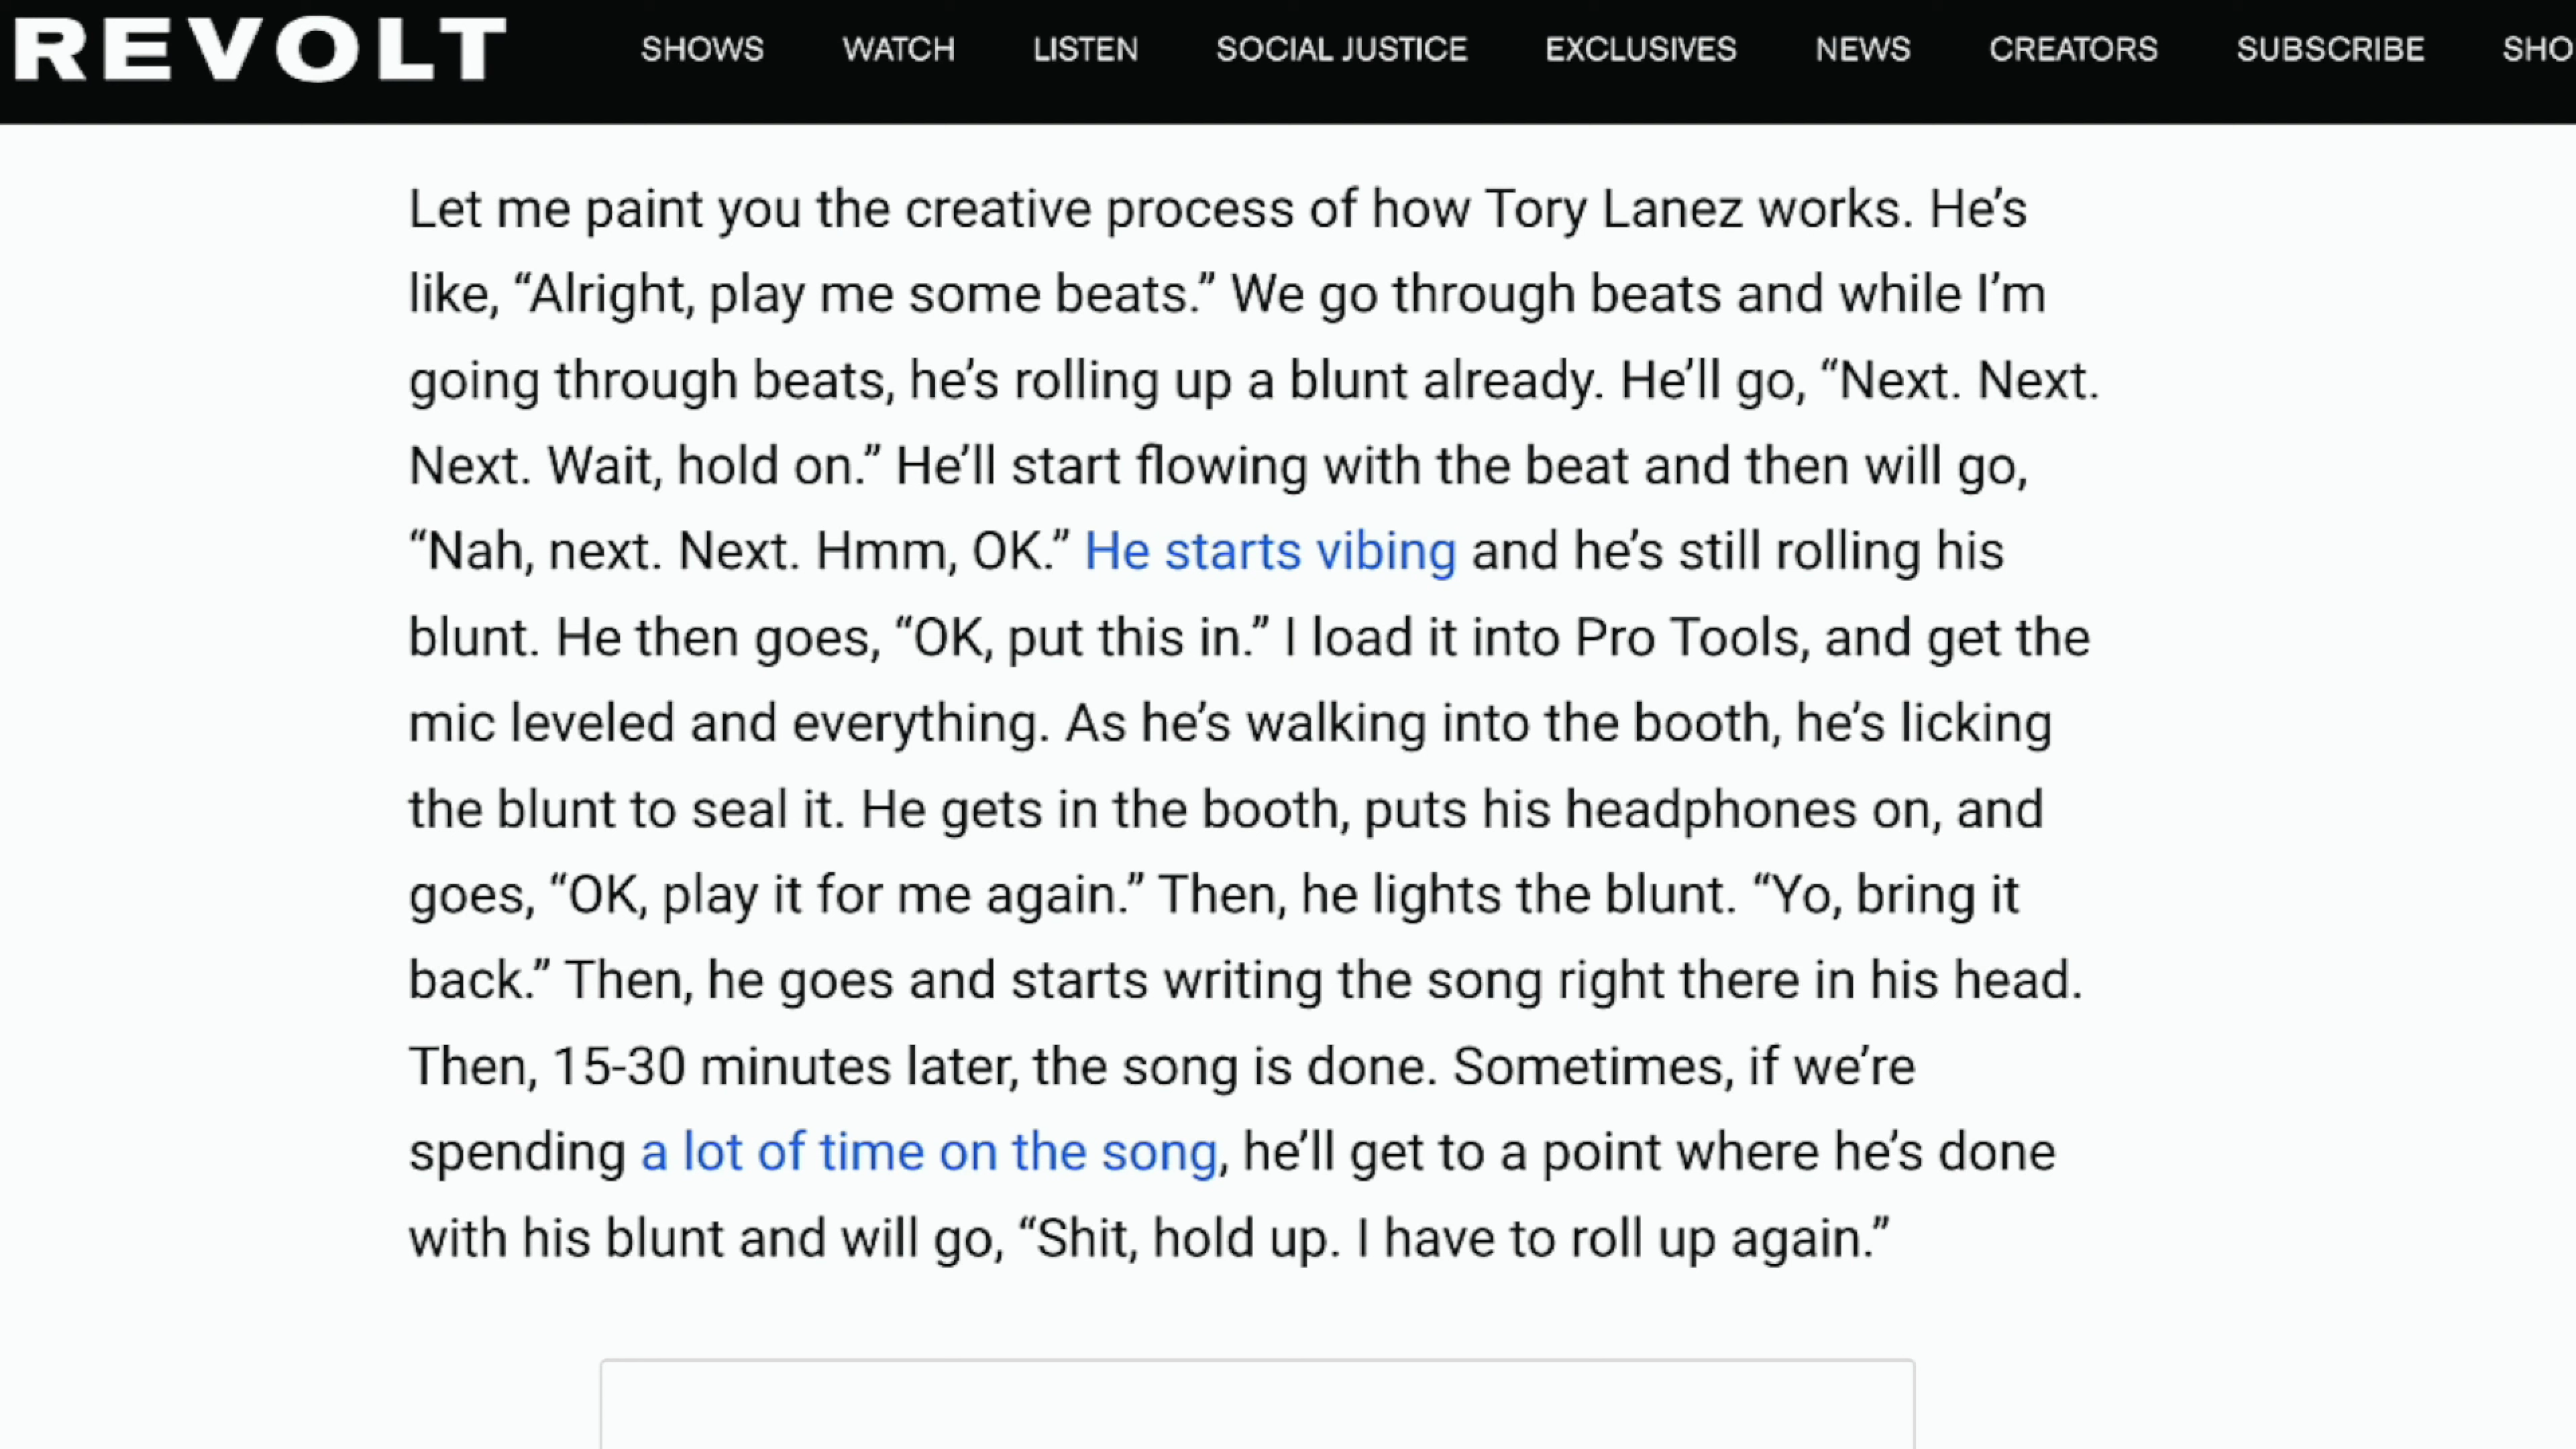 REVOLT SHOWS WATCH LISTEN SOCIAL JUSTICE EXCLUSIVES NEWS CREATORS SUBSCRIBE SHO
Let me paint you the creative process of how Tory Lanez works. He’s
like, “Alright, play me some beats.” We go through beats and while I’m
going through beats, he’s rolling up a blunt already. He’ll go, “Next. Next.
Next. Wait, hold on.” He’ll start flowing with the beat and then will go,
“Nah, next. Next. Hmm, OK.” He starts vibing and he’s still rolling his
blunt. He then goes, “OK, put this in.” I load it into Pro Tools, and get the
mic leveled and everything. As he’s walking into the booth, he’s licking
the blunt to seal it. He gets in the booth, puts his headphones on, and
goes, “OK, play it for me again.” Then, he lights the blunt. “Yo, bring it
back.” Then, he goes and starts writing the song right there in his head.
Then, 15-30 minutes later, the song is done. Sometimes, if we’re
spending a lot of time on the song, he’ll get to a point where he’s done
with his blunt and will go, “Shit, hold up. I have to roll up again.”